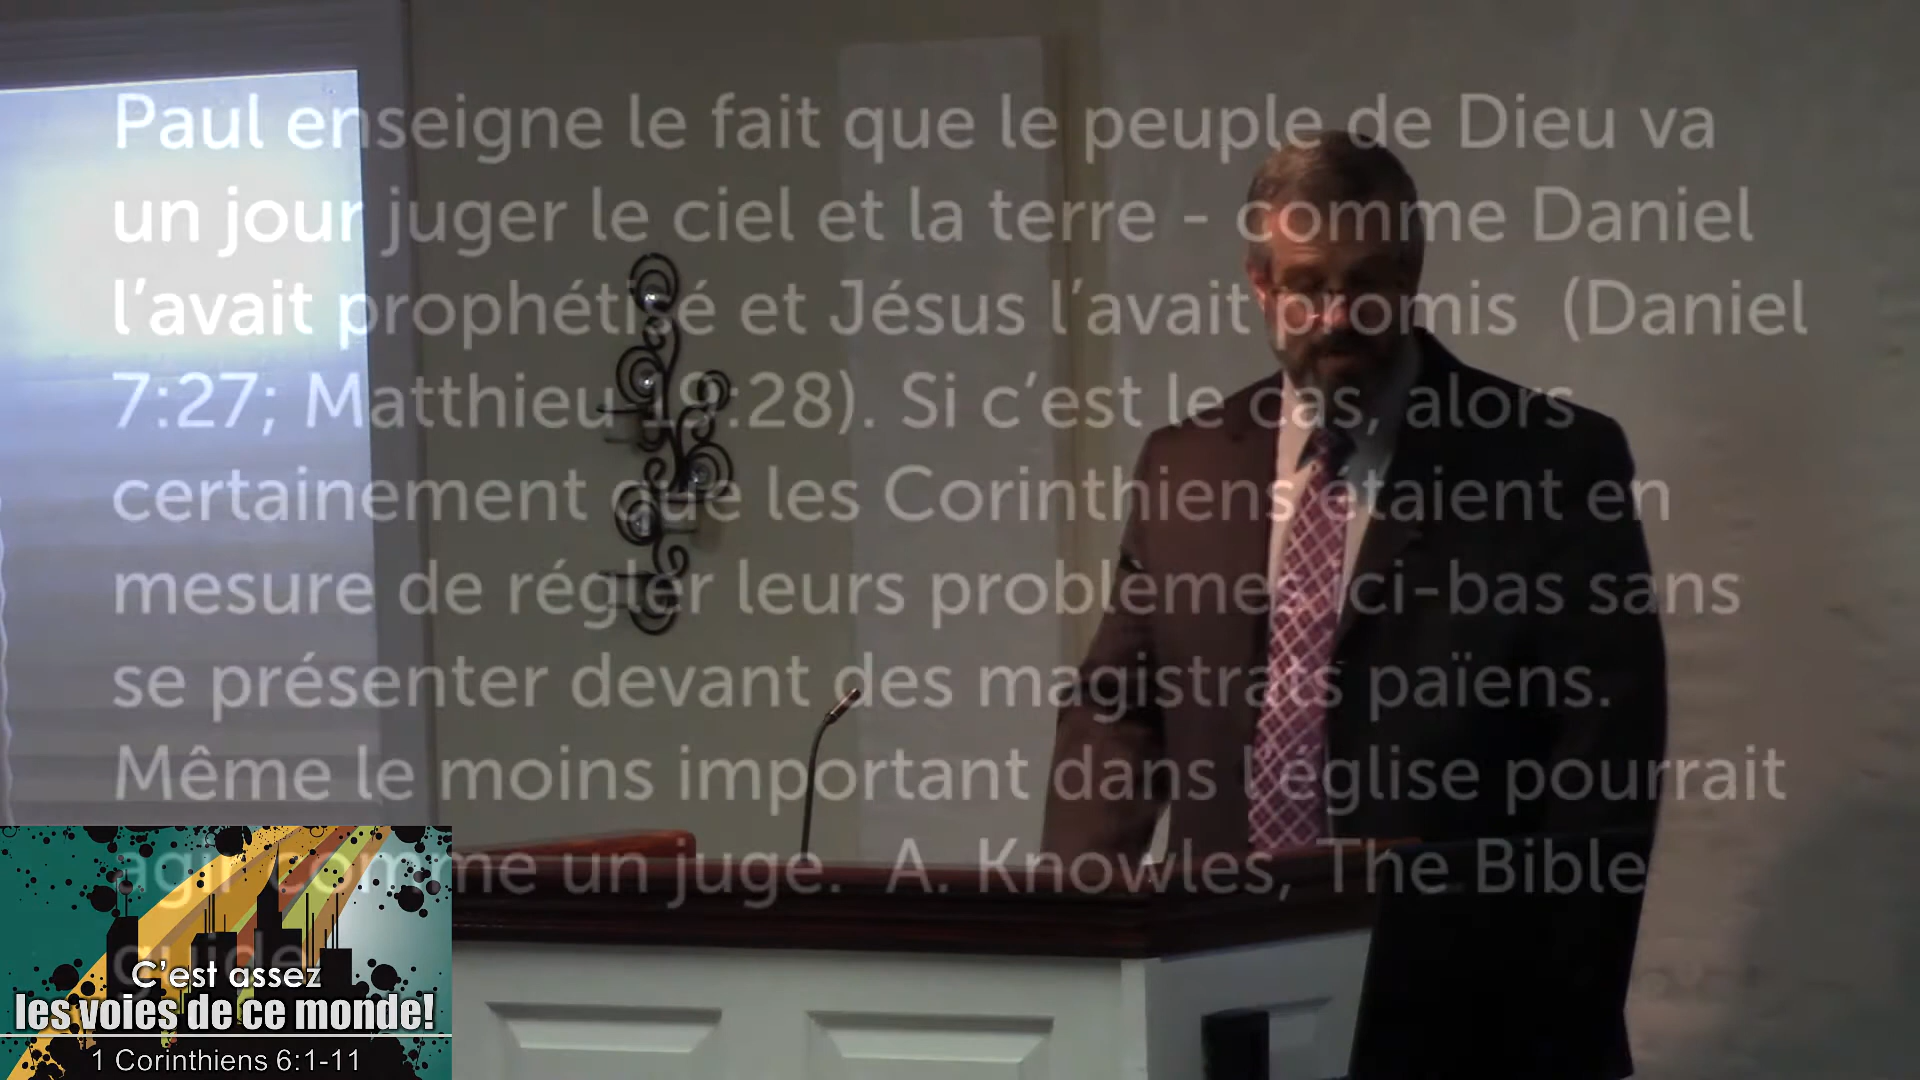 Paul enseigne le fait que le peuple de Dieu va
un jour juger le ciel et la terre - comme Daniel
l’avait prophétisé et Jésus l’avait promis (Daniel
7:27; Matthieu 19:28). Si c’est le cas, alors
certainement que les Corinthiens étaient en
mesure de régler leurs problèmes ici-bas sans
se présenter devant des magistrats païens.
Même le moins important dans l'église pourrait
agir comme un juge. A. Knowles, The Bible
guide
C’est assez
les voies de ce monde!
1 Corinthiens 6:1-11